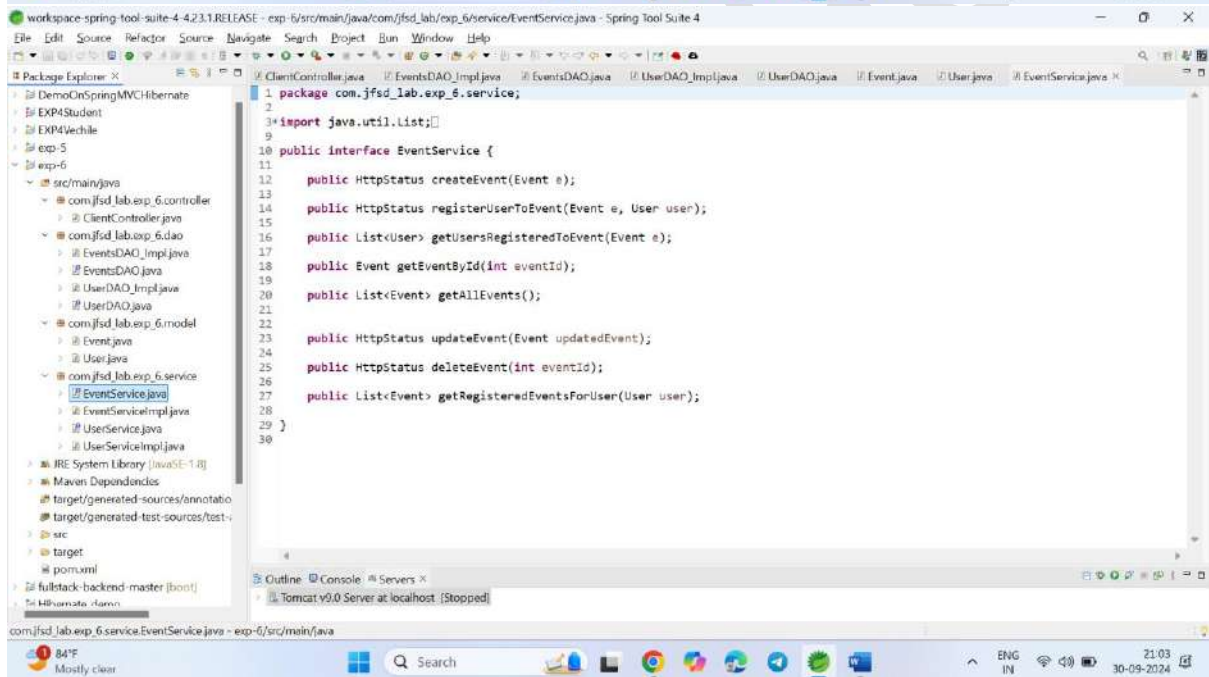 workspace-spring-tool-suite-4-4.23.1.RELEASE - exp-6/src/main/java/com/jfsd_lab/exp_6/service/EventService.java - Spring Tool Suite 4
File Edit Source Refactor Source Navigate Search Project Run Window Help
Package Explorer
ClientController.java EventsDAO_Impl.java EventsDAO.java UserDAO_Impl.java UserDAO.java Event.java User.java EventService.java
DemoOnSpringMVCHibernate
EXP4Student
EXP4Vechile
exp-5
exp-6
src/main/java
com.jfsd_lab.exp_6.controller
ClientController.java
com.jfsd_lab.exp_6.dao
EventsDAO_Impl.java
EventsDAO.java
UserDAO_Impl.java
UserDAO.java
com.jfsd_lab.exp_6.model
Event.java
User.java
com.jfsd_lab.exp_6.service
EventService.java
EventServiceImpl.java
UserService.java
UserServiceImpl.java
JRE System Library [JavaSE-1.8]
Maven Dependencies
target/generated-sources/annotatio
target/generated-test-sources/test-
src
target
pom.xml
fullstack-backend-master [boot]
Hibernate demo
1 package com.jfsd_lab.exp_6.service;
2
3 import java.util.List;
9
10 public interface EventService {
11
12 public HttpStatus createEvent(Event e);
13
14 public HttpStatus registerUserToEvent(Event e, User user);
15
16 public List<User> getUsersRegisteredToEvent(Event e);
17
18 public Event getEventById(int eventId);
19
20 public List<Event> getAllEvents();
21
22
23 public HttpStatus updateEvent(Event updatedEvent);
24
25 public HttpStatus deleteEvent(int eventId);
26
27 public List<Event> getRegisteredEventsForUser(User user);
28
29 }
30
Outline Console Servers
Tomcat v9.0 Server at localhost [Stopped]
com.jfsd_lab.exp_6.service.EventService.java - exp-6/src/main/java
1
84°F
Mostly clear
Search
ENG
IN
21:03
30-09-2024